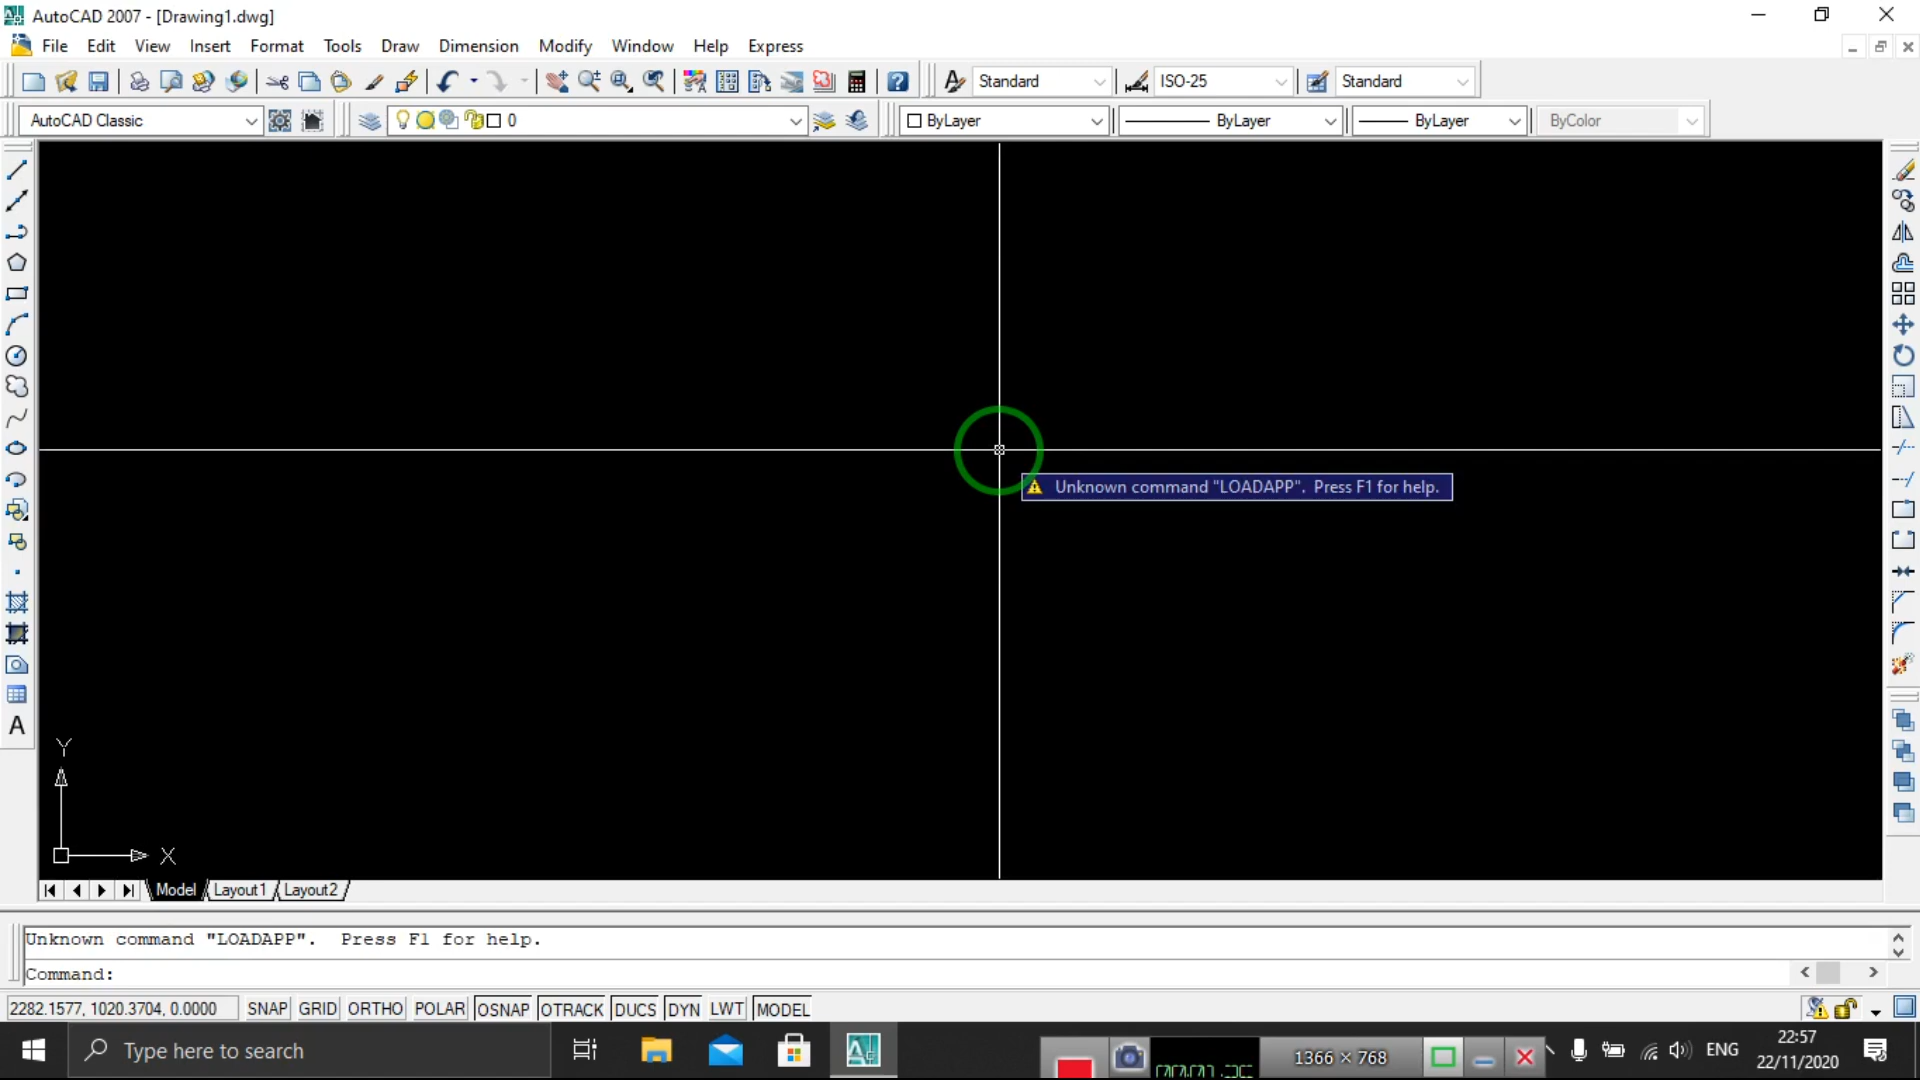 AutoCAD 2007 - [Drawing1.dwg]
File Edit View Insert Format Tools Draw Dimension Modify Window Help Express
Standard ISO-25 Standard
AutoCAD Classic 0 ByLayer ByLayer ByLayer ByColor
Unknown command "LOADAPP". Press F1 for help.
A
Y
X
Model Layout1 Layout2
Unknown command "LOADAPP". Press F1 for help.
Command:
2282.1577, 1020.3704, 0.0000 SNAP GRID ORTHO POLAR OSNAP OTRACK DUCS DYN LWT MODEL
Type here to search
1366 × 768
ENG
22:57
22/11/2020